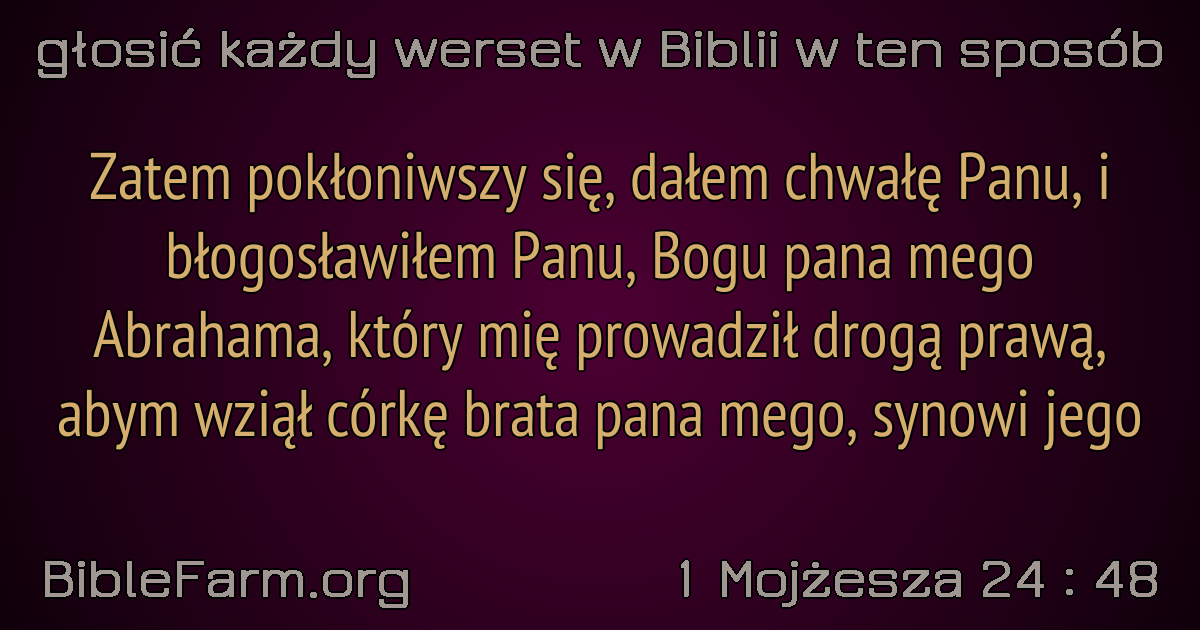 głosić każdy werset w Biblii w ten sposób
Zatem pokłoniwszy się, dałem chwałę Panu, i
błogosławiłem Panu, Bogu pana mego
Abrahama, który mię prowadził drogą prawą,
abym wziął córkę brata pana mego, synowi jego
BibleFarm.org
1 Mojżesza 24 : 48